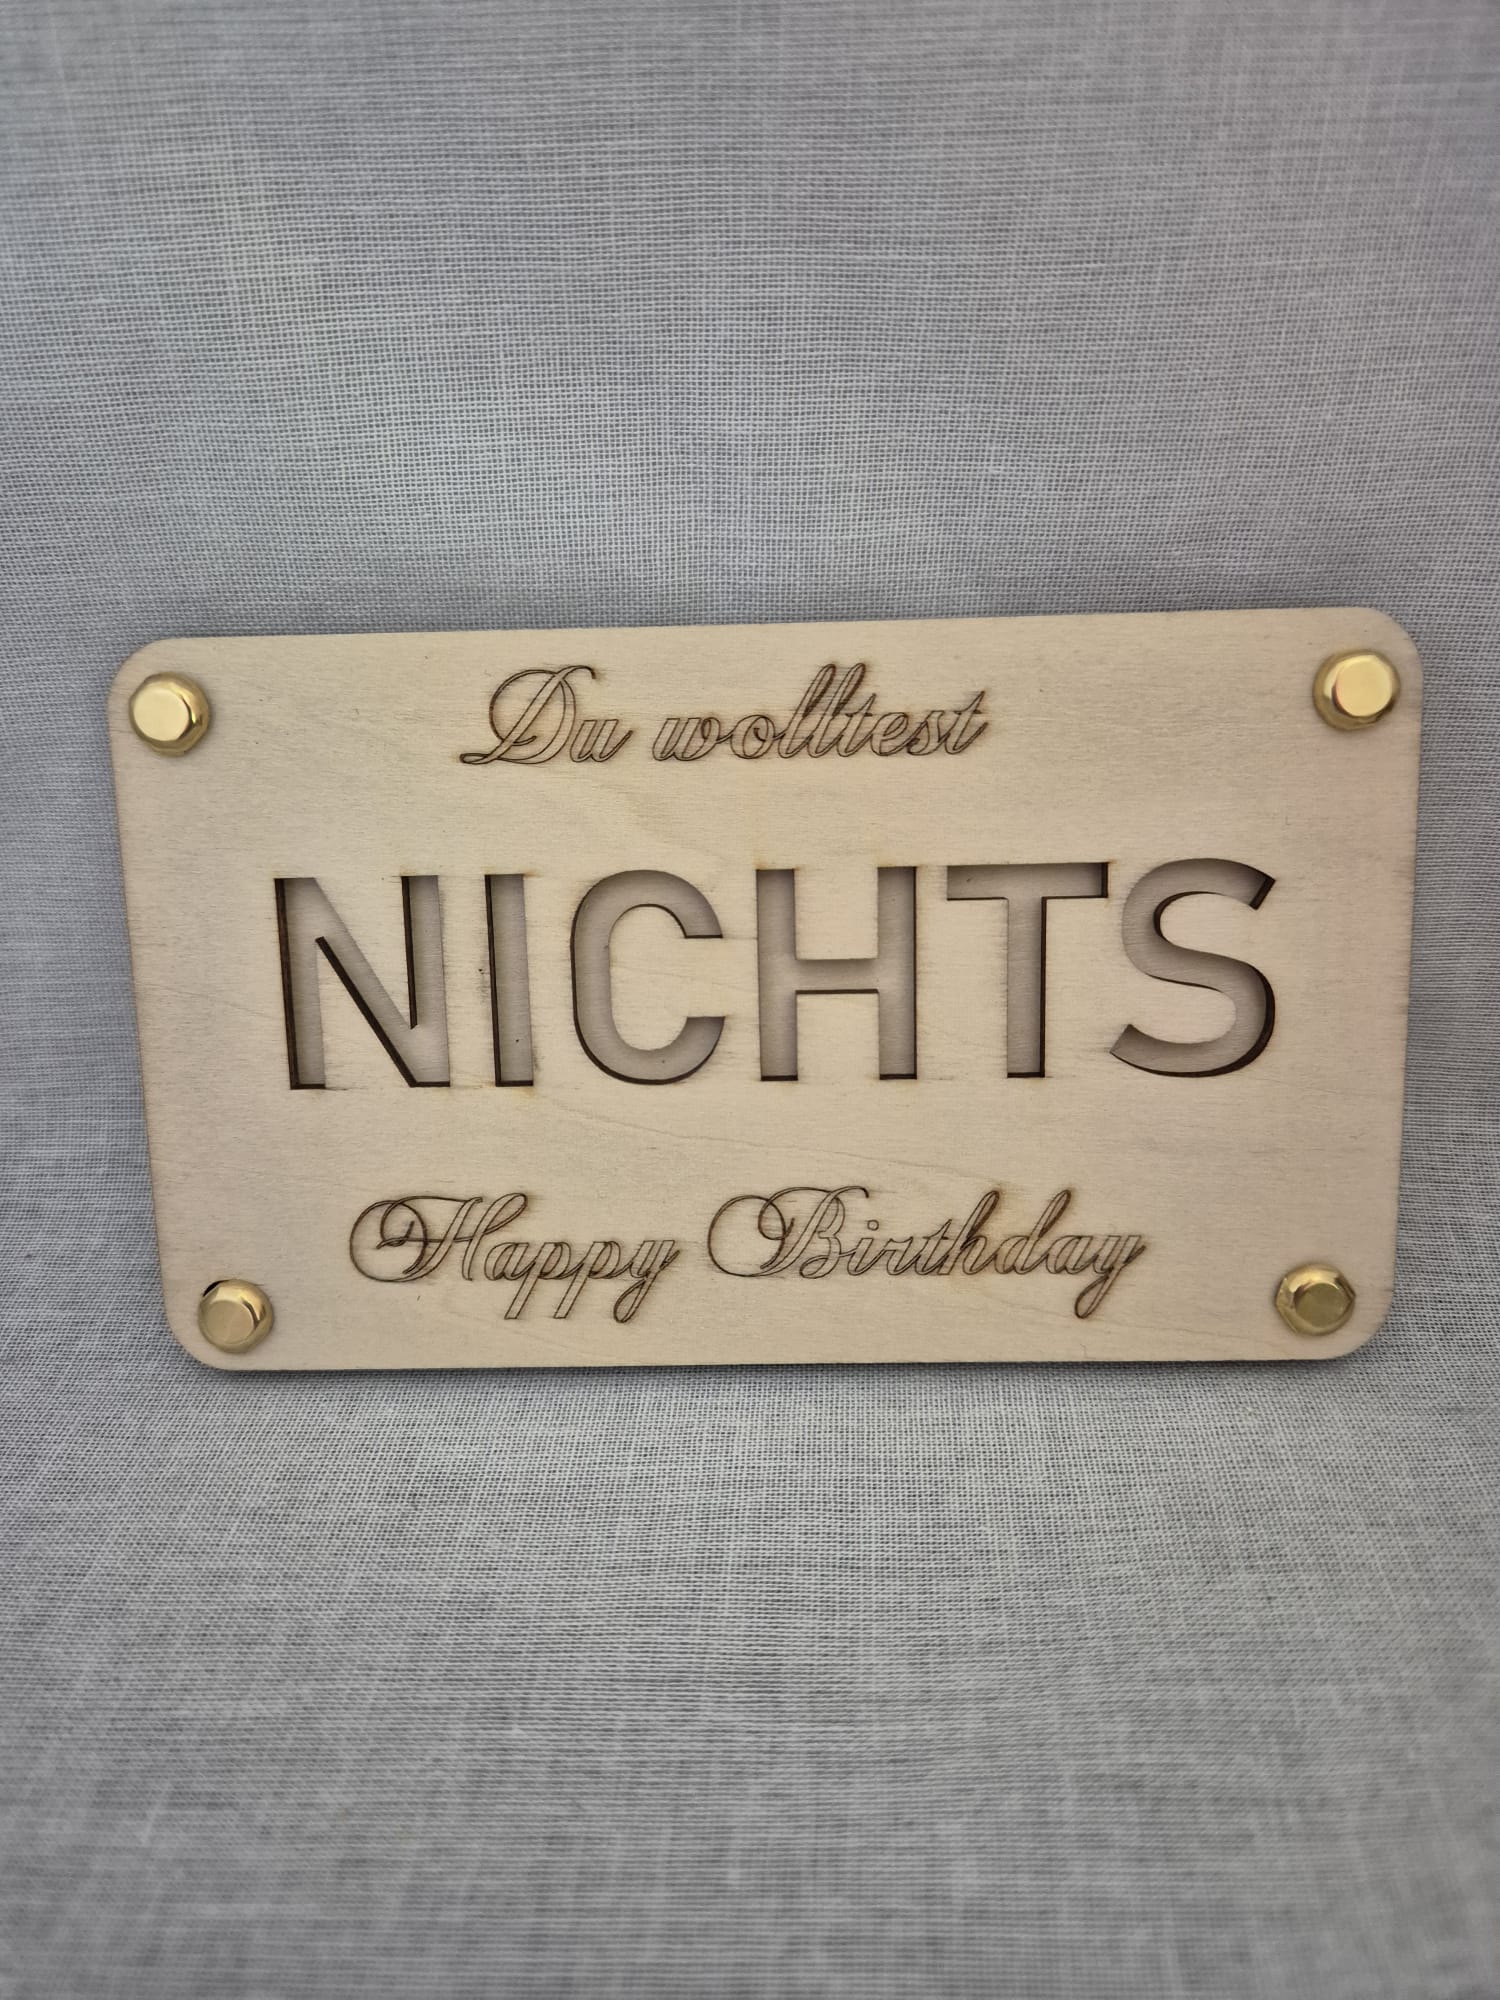 Du wolltest
NICHTS
Happy Birthday